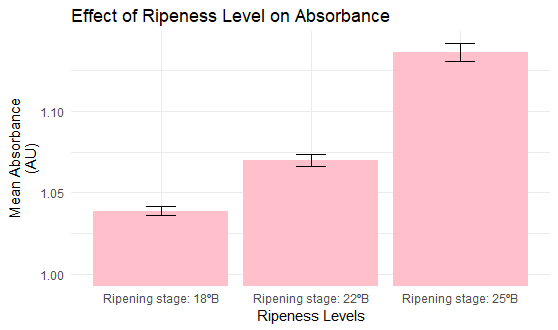 Effect of Ripeness Level on Absorbance
Mean Absorbance
(AU)
1.10
1.05
1.00
Ripening stage: 18ºB Ripening stage: 22ºB Ripening stage: 25ºB
Ripeness Levels